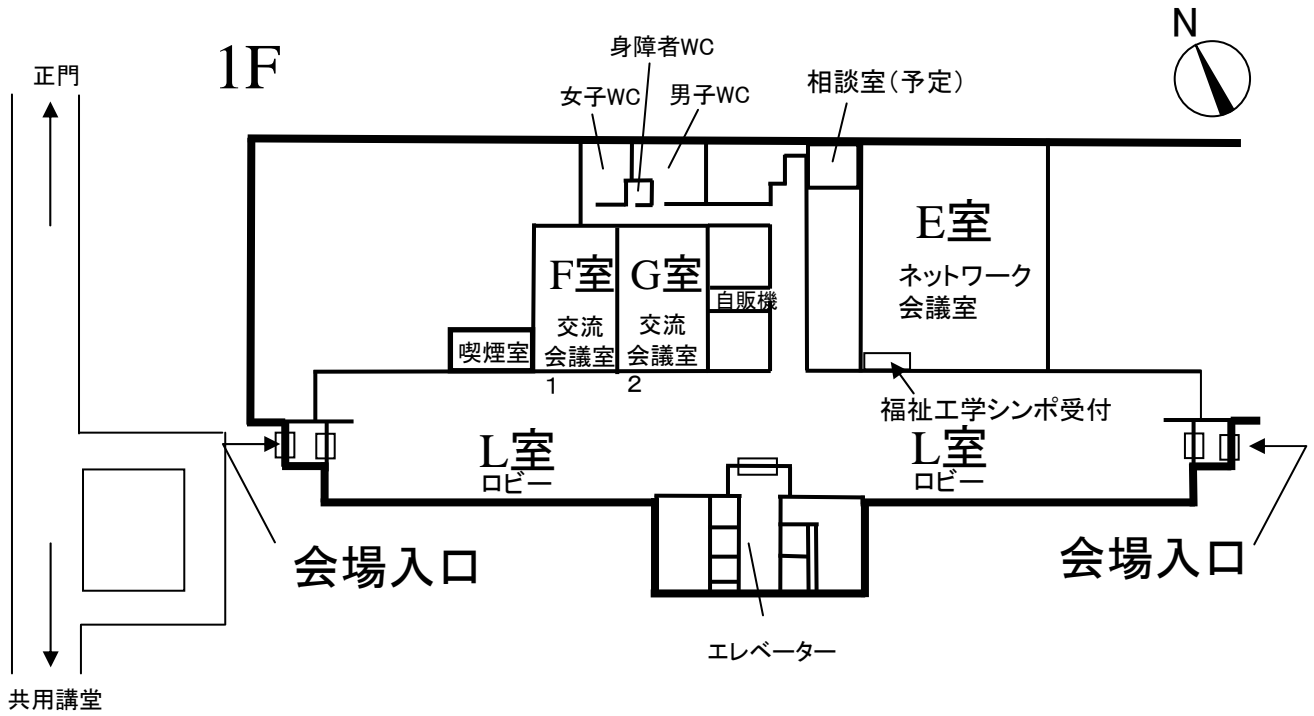 N
身障者WC
1F
正門
女子WC
男子WC
相談室(予定)
E室
ネットワーク
会議室
F室
G室
自販機
交流
会議室
1
交流
会議室
2
喫煙室
福祉工学シンポ受付
L室
ロビー
L室
ロビー
会場入口
会場入口
エレベーター
共用講堂